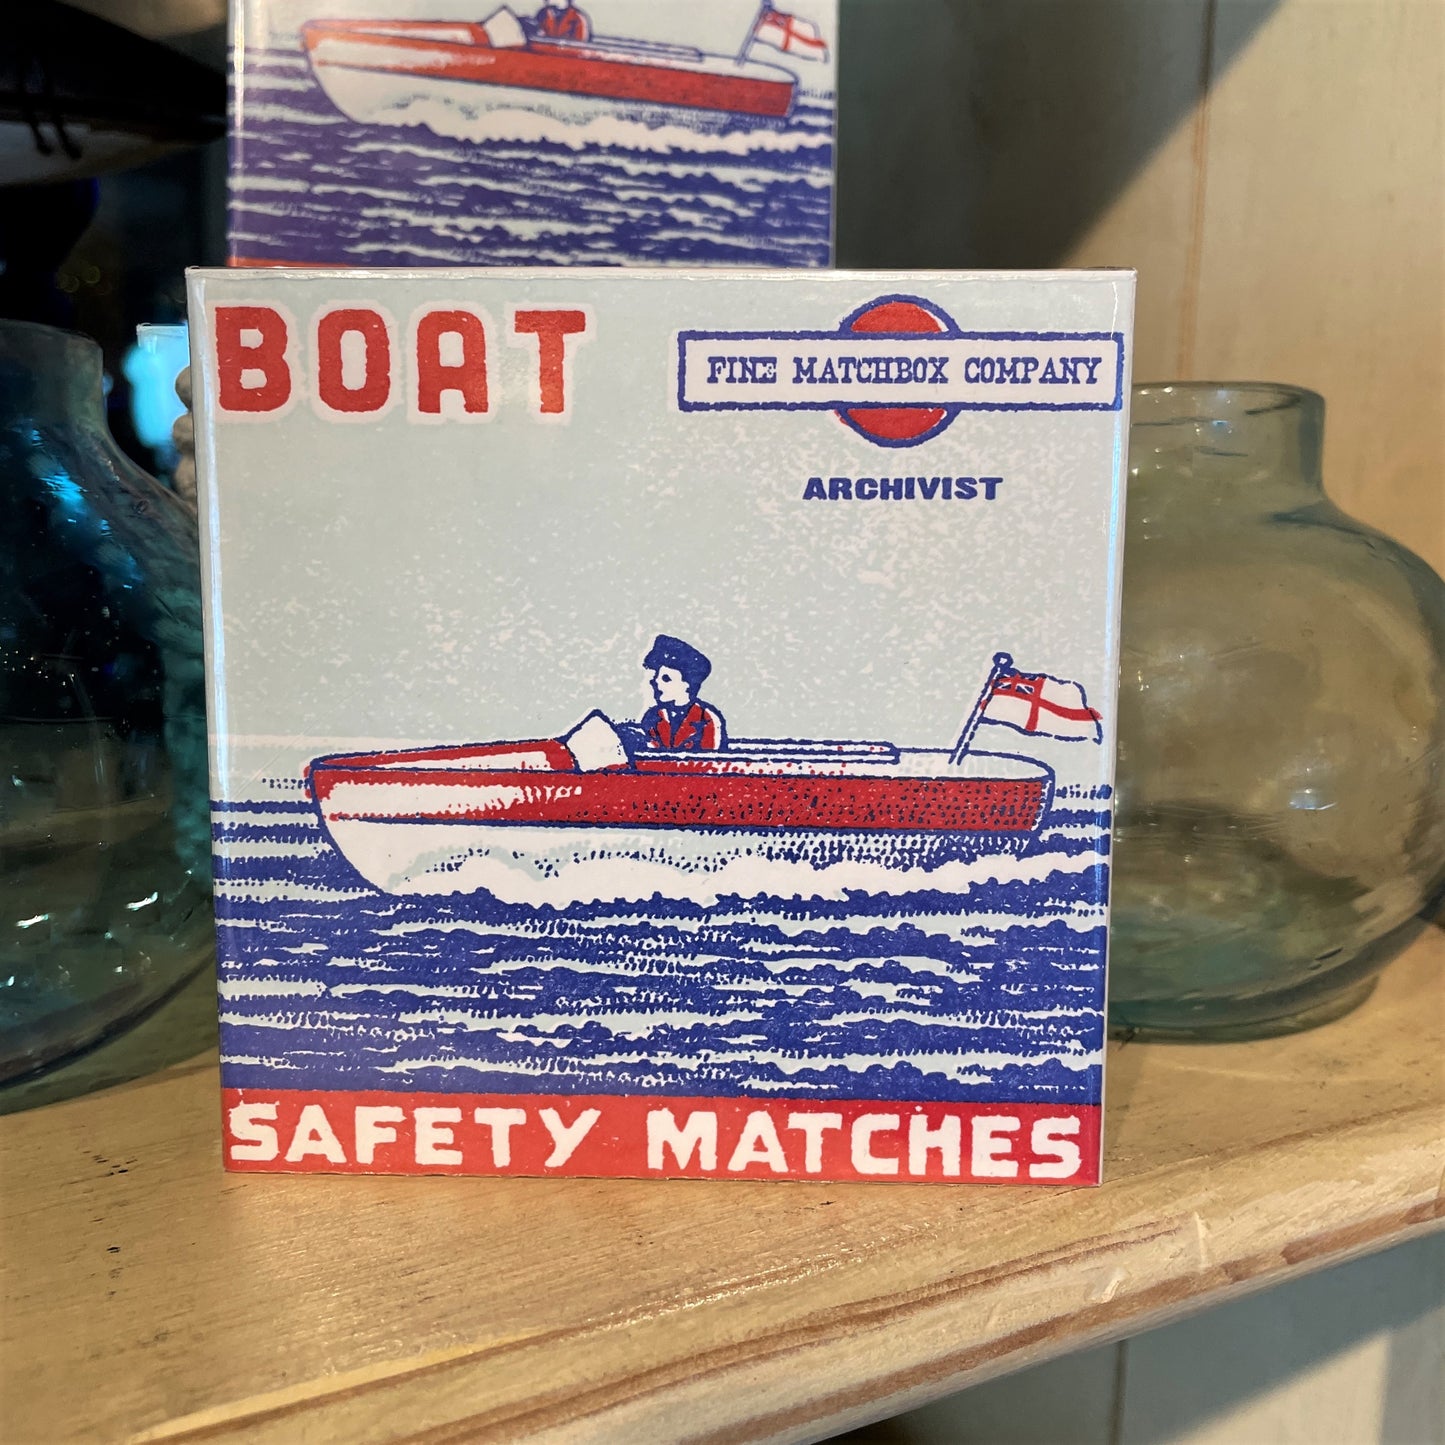 BOAT
FINE MATCHBOX COMPANY
ARCHIVIST
SAFETY MATCHES